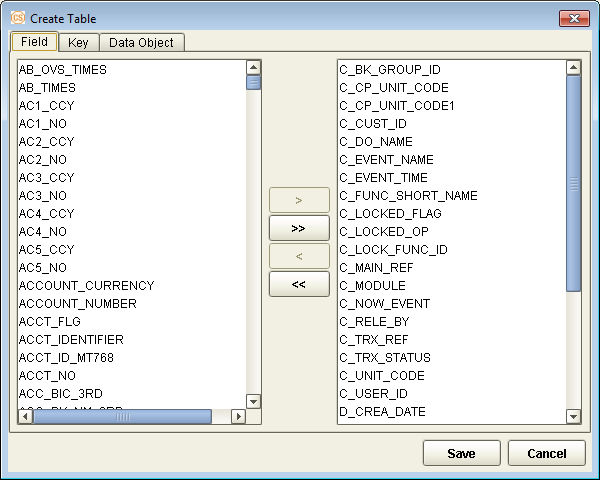 CS Create Table
Field Key Data Object
AB_OVS_TIMES
AB_TIMES
AC1_CCY
AC1_NO
AC2_CCY
AC2_NO
AC3_CCY
AC3_NO
AC4_CCY
AC4_NO
AC5_CCY
AC5_NO
ACCOUNT_CURRENCY
ACCOUNT_NUMBER
ACCT_FLG
ACCT_IDENTIFIER
ACCT_ID_MT768
ACCT_NO
ACC_BIC_3RD
ACC_BK_NM_3RD
>
>>
<
<<
C_BK_GROUP_ID
C_CP_UNIT_CODE
C_CP_UNIT_CODE1
C_CUST_ID
C_DO_NAME
C_EVENT_NAME
C_EVENT_TIME
C_FUNC_SHORT_NAME
C_LOCKED_FLAG
C_LOCKED_OP
C_LOCK_FUNC_ID
C_MAIN_REF
C_MODULE
C_NOW_EVENT
C_RELE_BY
C_TRX_REF
C_TRX_STATUS
C_UNIT_CODE
C_USER_ID
D_CREA_DATE
Save Cancel